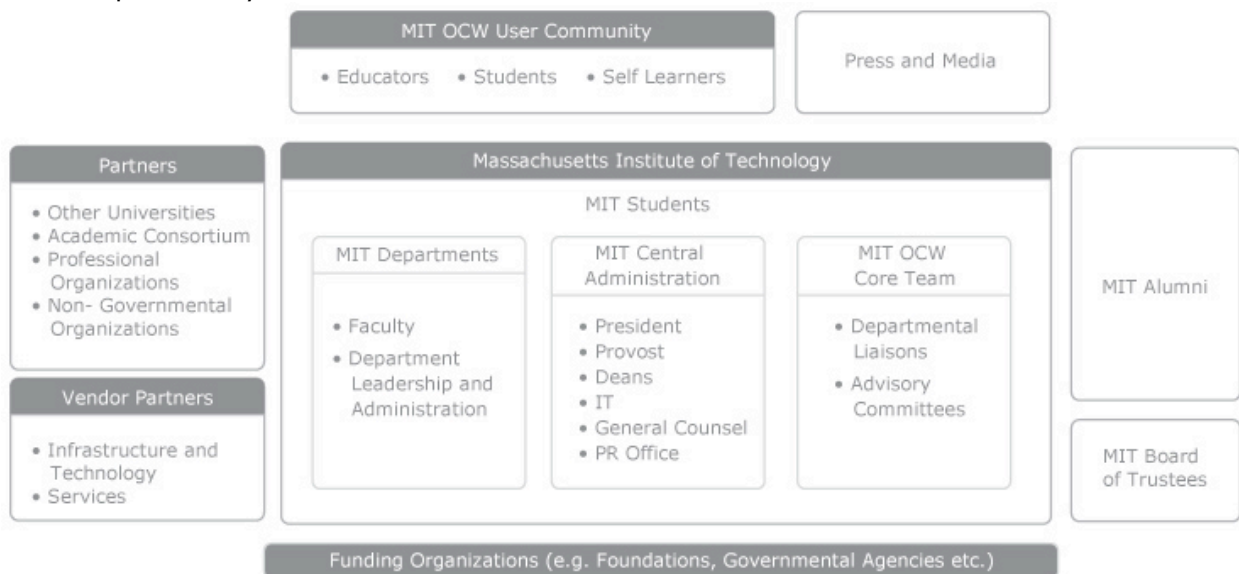 MIT OCW User Community
• Educators • Students • Self Learners
Press and Media
Partners
• Other Universities
• Academic Consortium
• Professional
Organizations
• Non- Governmental
Organizations
Vendor Partners
• Infrastructure and
Technology
• Services
Massachusetts Institute of Technology
MIT Students
MIT Departments
• Faculty
• Department
Leadership and
Administration
MIT Central
Administration
• President
• Provost
• Deans
• IT
• General Counsel
• PR Office
MIT OCW
Core Team
• Departmental
Liaisons
• Advisory
Committees
MIT Alumni
MIT Board
of Trustees
Funding Organizations (e.g. Foundations, Governmental Agencies etc.)